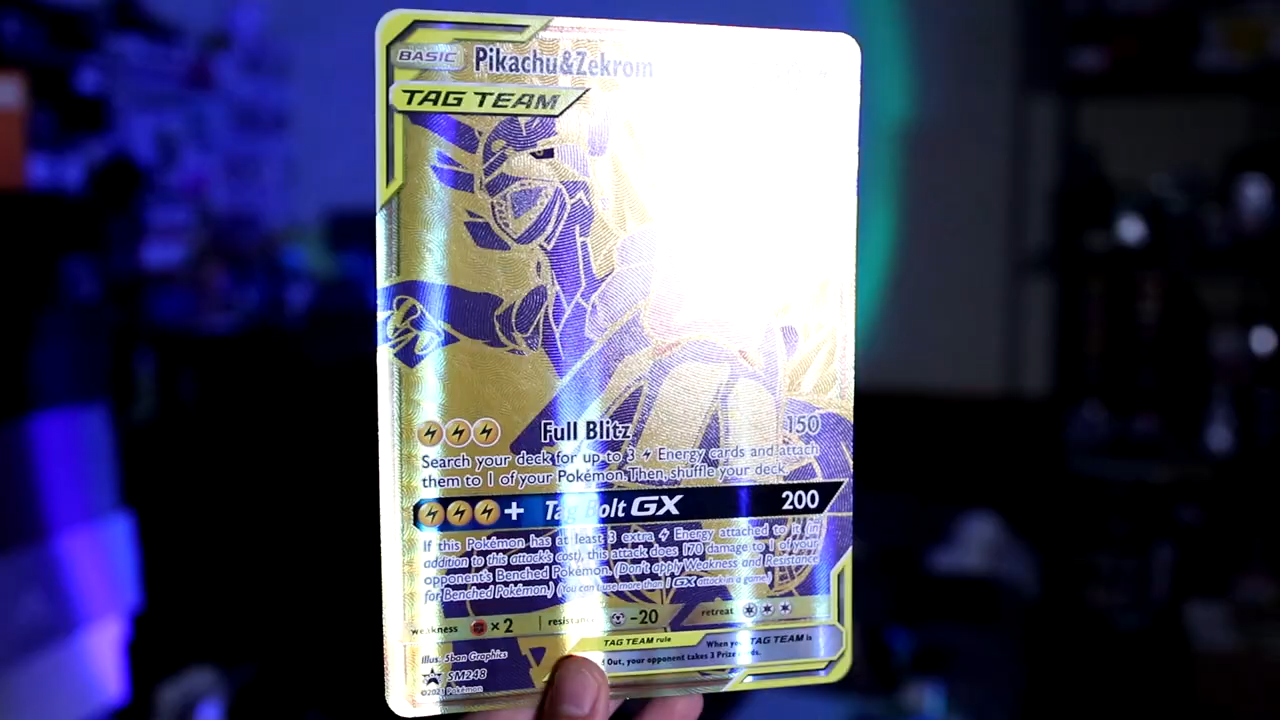 BASIC Pikachu&Zekrom
TAG TEAM
Full Blitz 150
Search your deck for up to 3 Energy cards and attach
them to 1 of your Pokémon. Then, shuffle your deck.
+ Tag Bolt GX 200
If this Pokémon has at least 3 extra Energy attached to it (in
addition to this attack's cost), this attack does 170 damage to 1 of your
opponent's Benched Pokémon. (Don't apply Weakness and Resistance
for Benched Pokémon.) (You can't use more than 1 GX attack in a game.)
weakness ×2 resistance -20 retreat
TAG TEAM rule When your TAG TEAM is
Out, your opponent takes 3 Prize cards.
Illus. 5ban Graphics
SM248
©2021 Pokémon